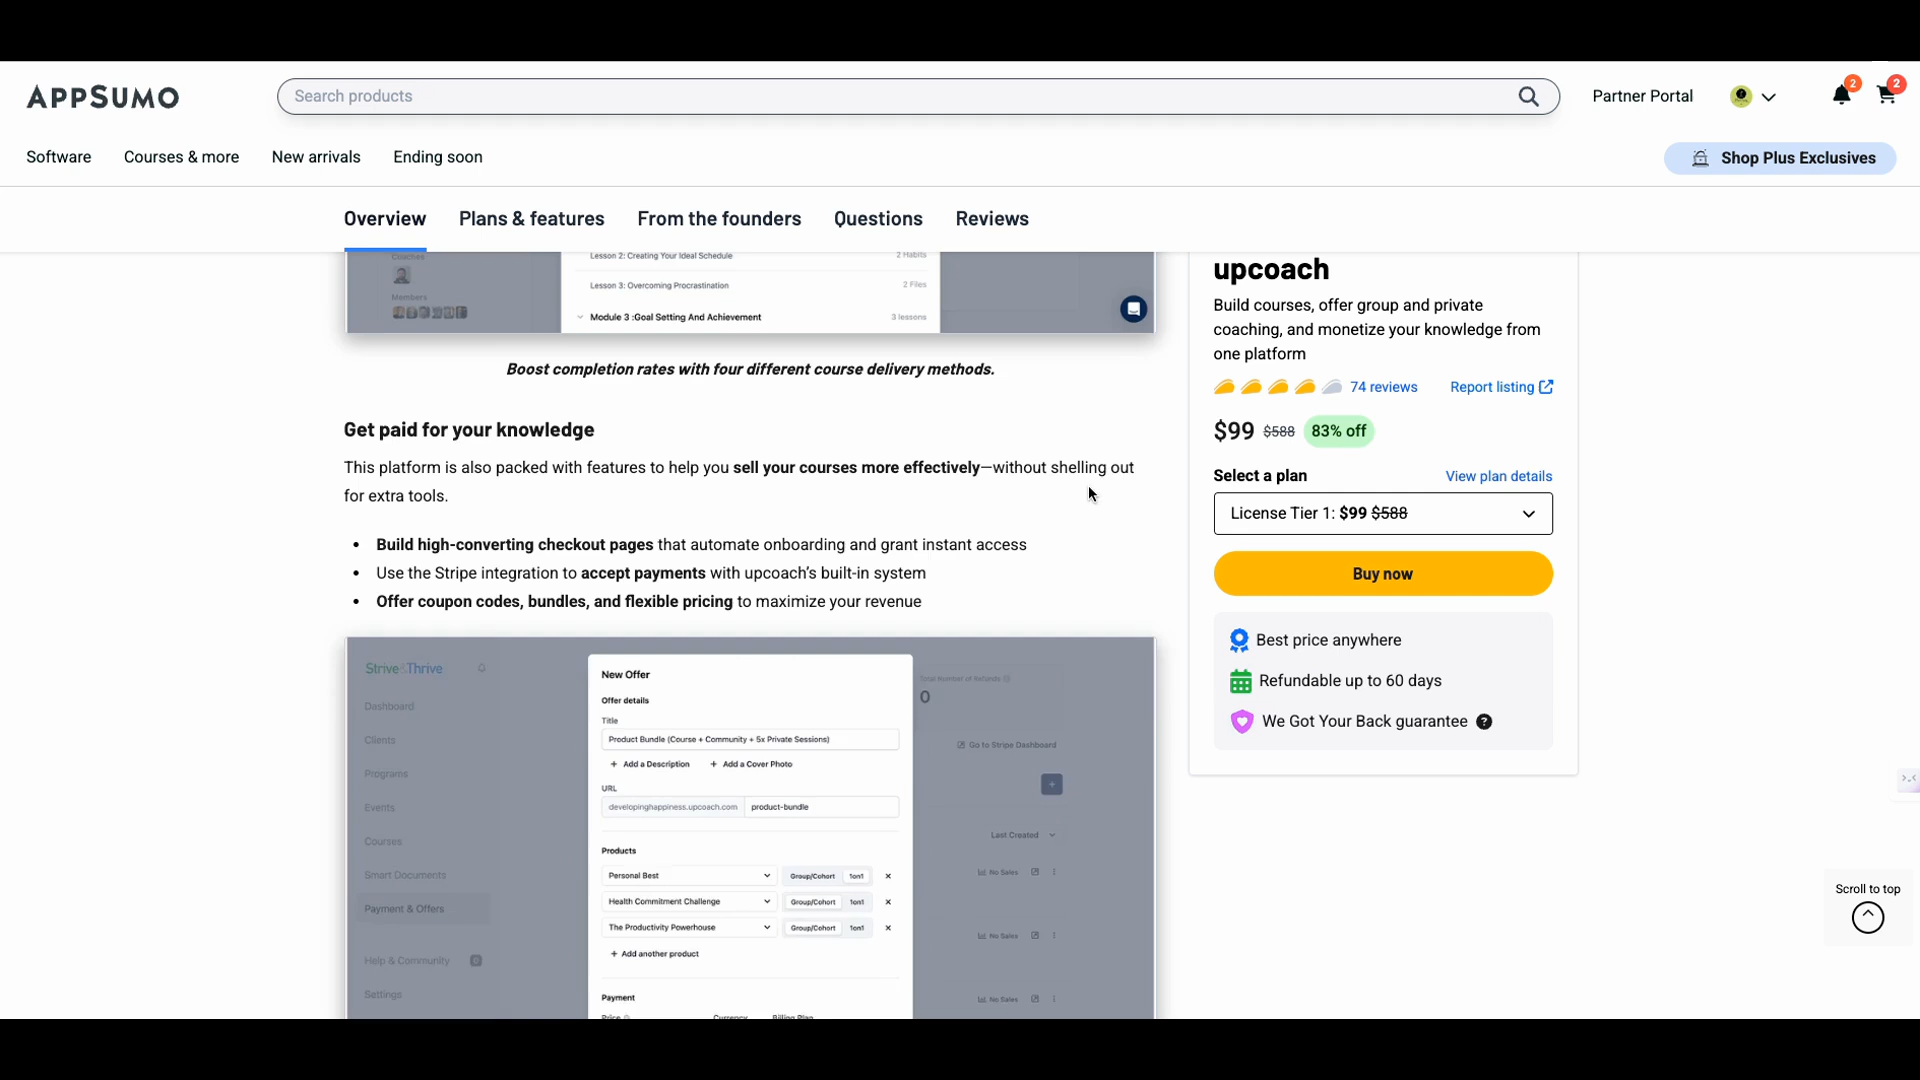 APPSUMO
Search products
Partner Portal
2
2
Software Courses & more New arrivals Ending soon
Shop Plus Exclusives
Overview Plans & features From the founders Questions Reviews
Coaches
Members
Lesson 2: Creating Your Ideal Schedule 2 Habits
Lesson 3: Overcoming Procrastination 2 Files
Module 3 :Goal Setting And Achievement 3 lessons
Boost completion rates with four different course delivery methods.
Get paid for your knowledge
This platform is also packed with features to help you sell your courses more effectively—without shelling out
for extra tools.
• Build high-converting checkout pages that automate onboarding and grant instant access
• Use the Stripe integration to accept payments with upcoach's built-in system
• Offer coupon codes, bundles, and flexible pricing to maximize your revenue
Strive&Thrive
Dashboard
Clients
Programs
Events
Courses
Smart Documents
Payment & Offers
Help & Community
Settings
New Offer
Offer details
Title
Product Bundle (Course + Community + 5x Private Sessions)
+ Add a Description + Add a Cover Photo
URL
developinghappiness.upcoach.com product-bundle
Products
Personal Best Group/Cohort 1on1 ×
Health Commitment Challenge Group/Cohort 1on1 ×
The Productivity Powerhouse Group/Cohort 1on1 ×
+ Add another product
Payment
Price Currency Billing Plan
Total Number of Refunds
0
Go to Stripe Dashboard
+
Last Created
No Sales
No Sales
No Sales
upcoach
Build courses, offer group and private
coaching, and monetize your knowledge from
one platform
74 reviews Report listing
$99 $588 83% off
Select a plan View plan details
License Tier 1: $99 $588
Buy now
Best price anywhere
Refundable up to 60 days
We Got Your Back guarantee ?
Scroll to top